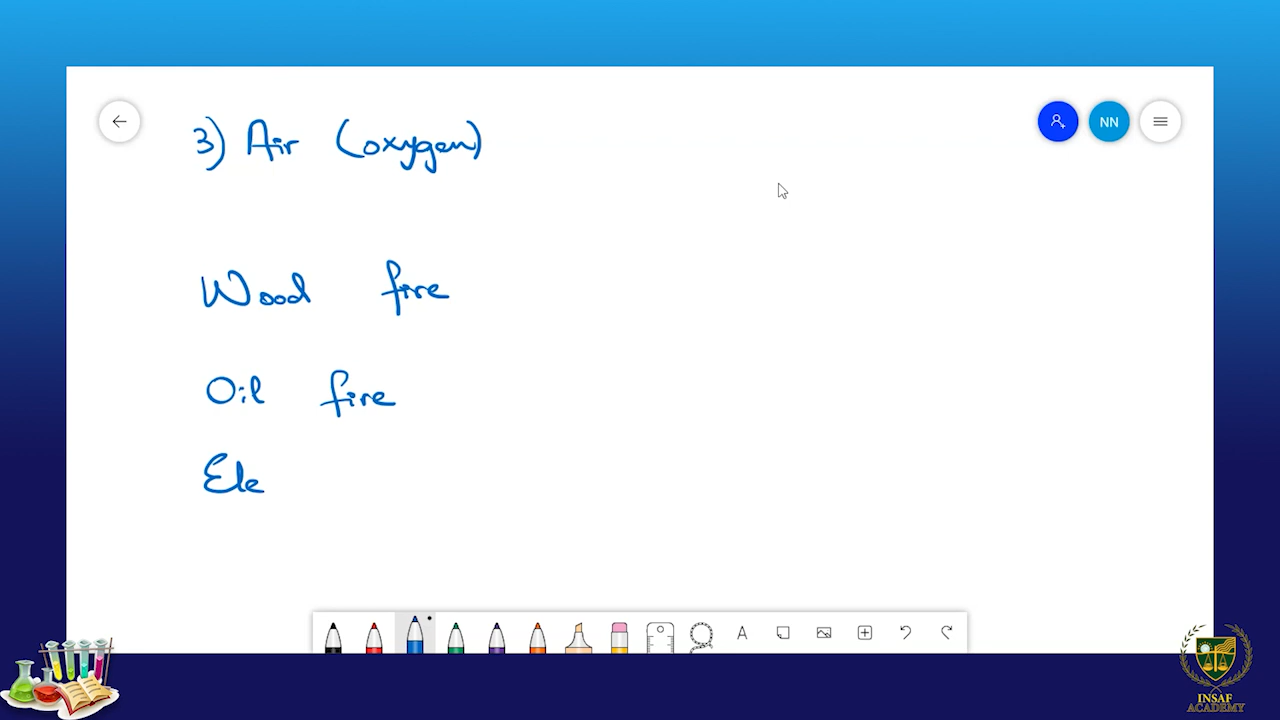 3) Air (oxygen)
NN
Wood fire
Oil fire
Ele
A
INSAF
ACADEMY